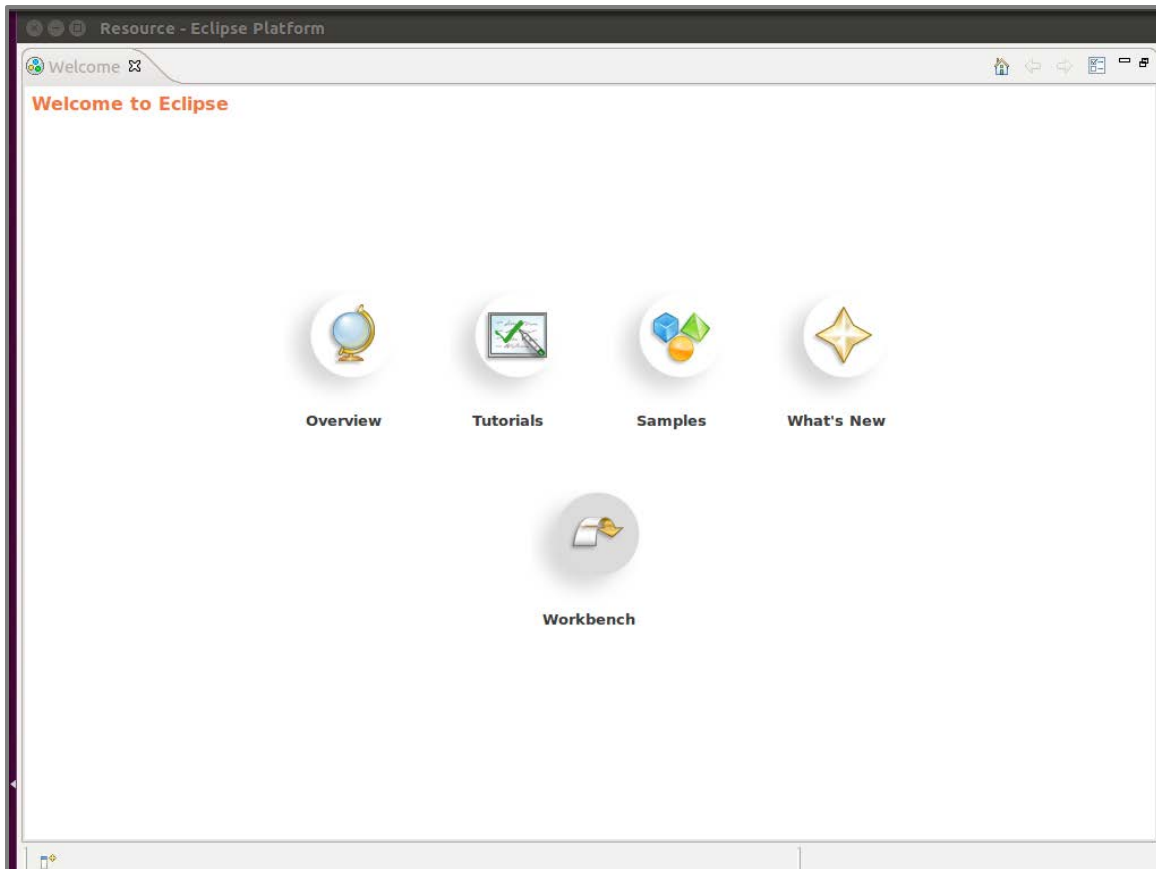 Resource - Eclipse Platform
Welcome
Welcome to Eclipse
Overview Tutorials Samples What's New
Workbench